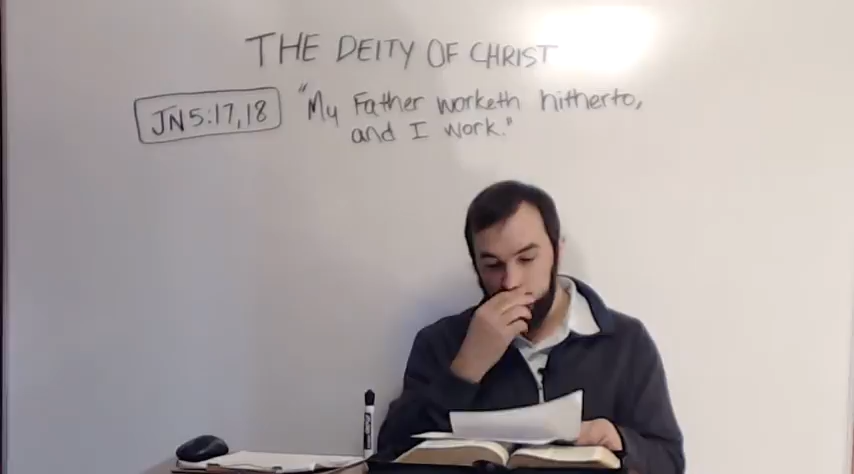 THE DEITY OF CHRIST
JN 5:17,18 "My Father worketh hitherto,
and I work."